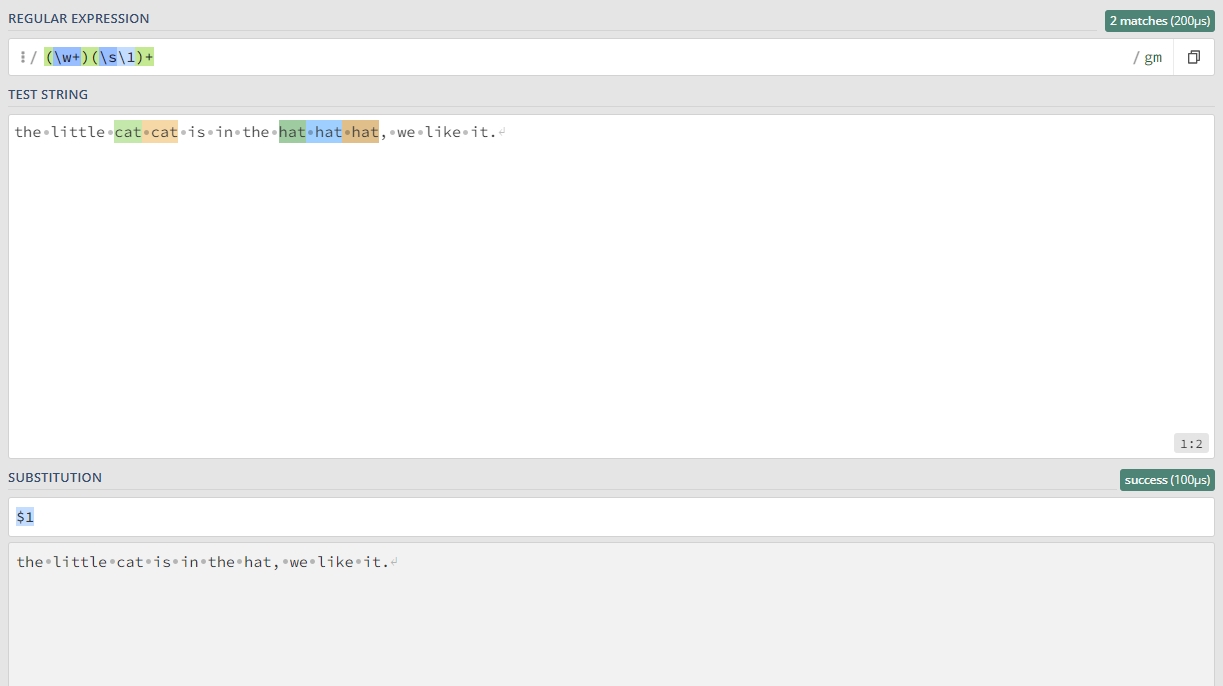 REGULAR EXPRESSION
2 matches (200µs)
/ (\w+)(\s\1)+ / gm
TEST STRING
the•little•cat•cat•is•in•the•hat•hat•hat,•we•like•it.↵
1:2
SUBSTITUTION
success (100µs)
$1
the•little•cat•is•in•the•hat,•we•like•it.↵